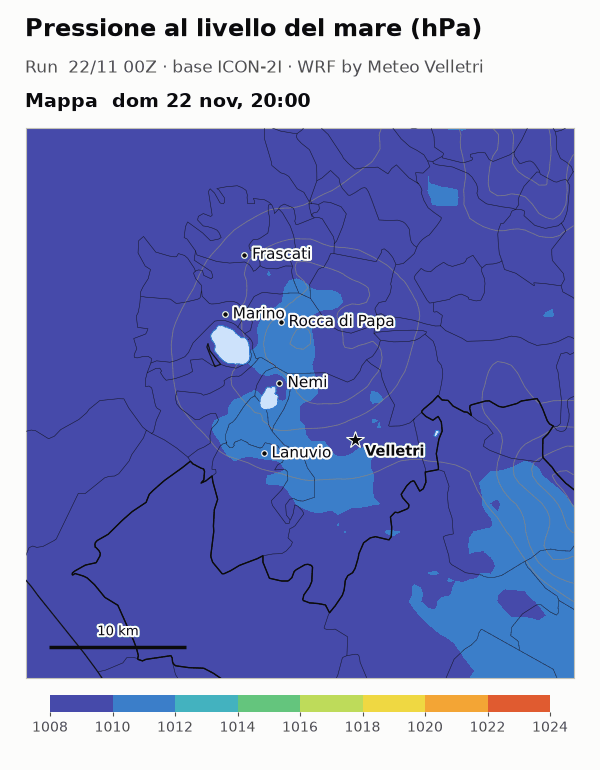 Pressione al livello del mare (hPa)
Run  22/11 00Z · base ICON-2I · WRF by Meteo Velletri
Mappa  dom 22 nov, 20:00
Frascati
Marino
Rocca di Papa
Nemi
Velletri
Lanuvio
10 km
1008 1010 1012 1014 1016 1018 1020 1022 1024